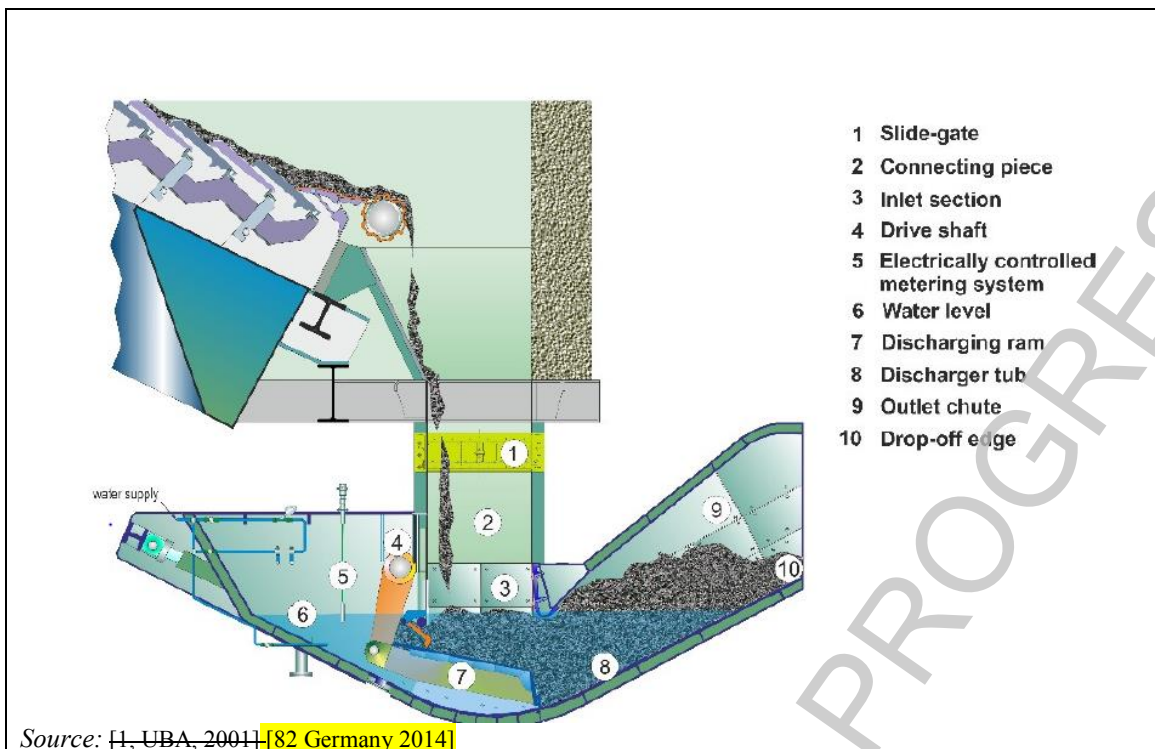 1 Slide-gate
2 Connecting piece
3 Inlet section
4 Drive shaft
5 Electrically controlled
metering system
6 Water level
7 Discharging ram
8 Discharger tub
9 Outlet chute
10 Drop-off edge
1
water supply
2
9
4
5
3
10
6
8
7
Source: [1, UBA, 2001] [82 Germany 2014]
PROGRES